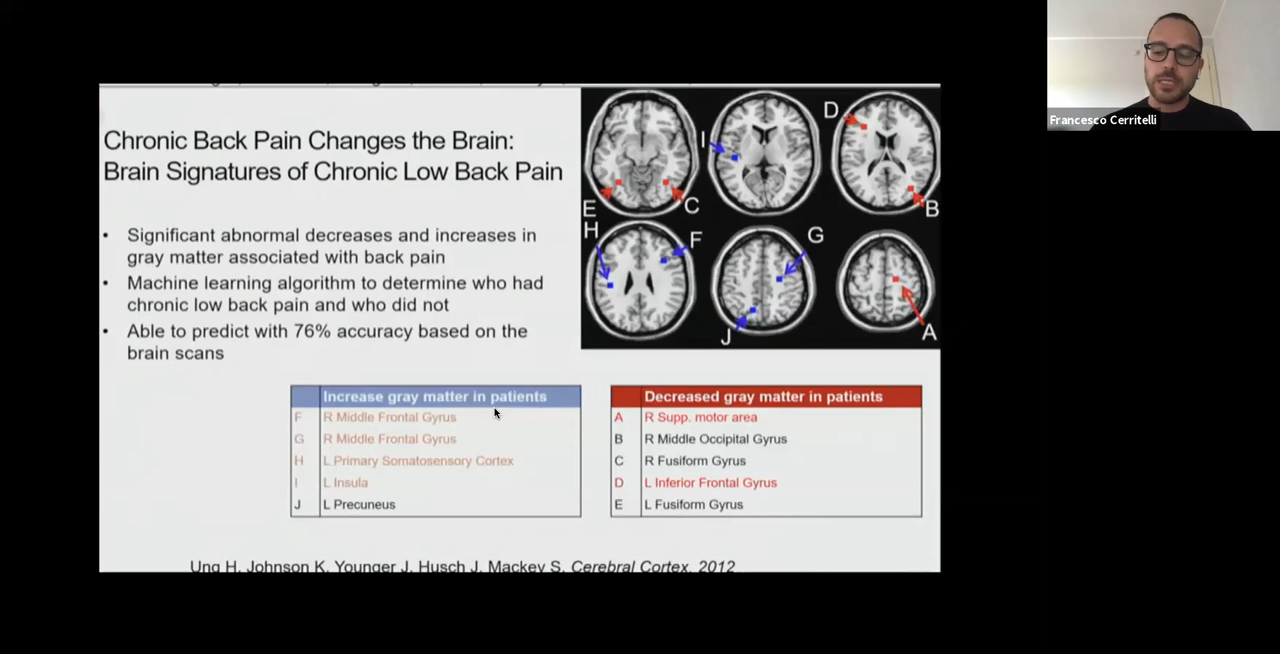 Francesco Cerritelli
Chronic Back Pain Changes the Brain:
Brain Signatures of Chronic Low Back Pain
• Significant abnormal decreases and increases in
gray matter associated with back pain
• Machine learning algorithm to determine who had
chronic low back pain and who did not
• Able to predict with 76% accuracy based on the
brain scans
D
I
E
C
B
H
F
G
J
A
Increase gray matter in patients
F R Middle Frontal Gyrus
G R Middle Frontal Gyrus
H L Primary Somatosensory Cortex
I L Insula
J L Precuneus
Decreased gray matter in patients
A R Supp. motor area
B R Middle Occipital Gyrus
C R Fusiform Gyrus
D L Inferior Frontal Gyrus
E L Fusiform Gyrus
Ung H, Johnson K, Younger J, Husch J, Mackey S. Cerebral Cortex, 2012